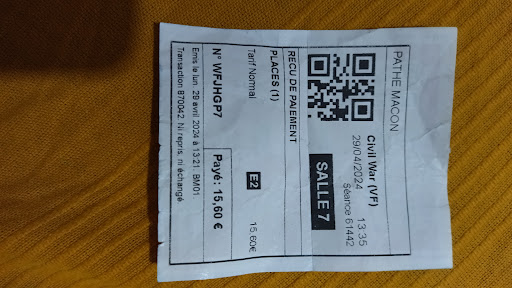 PATHE MACON
Civil War (VF)
29/04/2024 13:35
Séance 61442
SALLE 7
RECU DE PAIEMENT
PLACES (1)
Tarif Normal E2 15,60€
N° WFJHGP7 Payé : 15,60 €
Emis le lun. 29 avril 2024 à 13:21. BM01
Transaction 870042. Ni repris, ni échangé